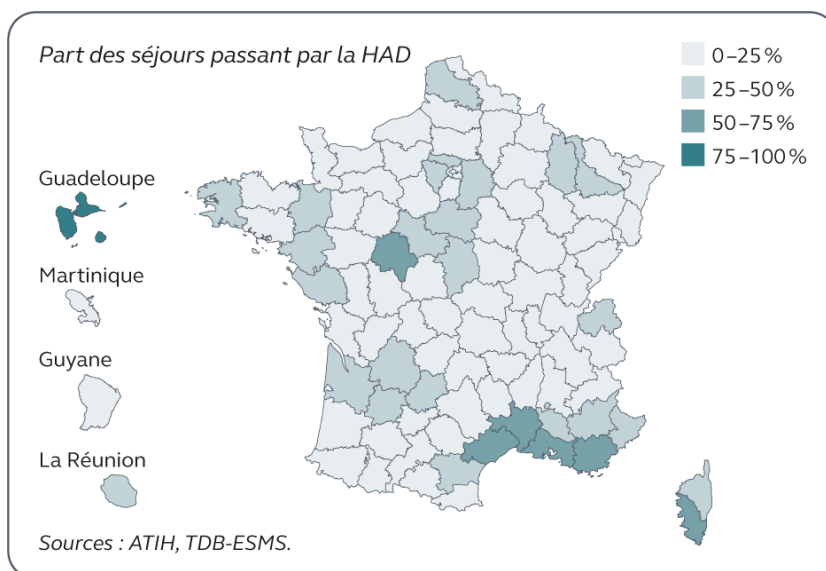 Part des séjours passant par la HAD
0–25 %
25–50 %
50–75 %
75–100 %
Guadeloupe
Martinique
Guyane
La Réunion
Sources : ATIH, TDB-ESMS.